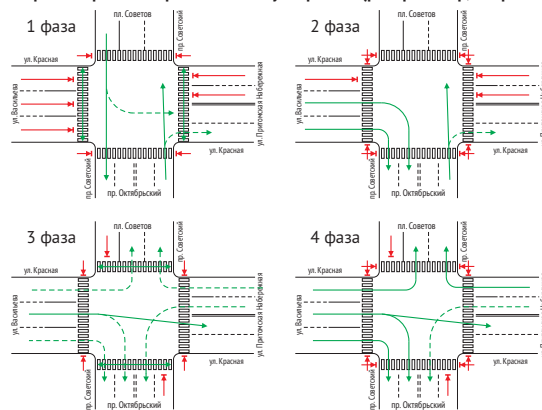 1 фаза
пл. Советов
пр. Советский
ул. Красная
ул. Васильева
ул. Припонская Набережная
пр. Советский
ул. Красная
пр. Октябрьский
2 фаза
пл. Советов
пр. Советский
ул. Красная
ул. Васильева
пр. Советский
ул. Красная
пр. Октябрьский
3 фаза
пл. Советов
пр. Советский
ул. Красная
ул. Васильева
ул. Притомская Набережная
ул. Красная
пр. Советский
пр. Октябрьский
4 фаза
пл. Советов
пр. Советский
ул. Красная
ул. Васильева
ул. Красная
пр. Советский
пр. Октябрьский